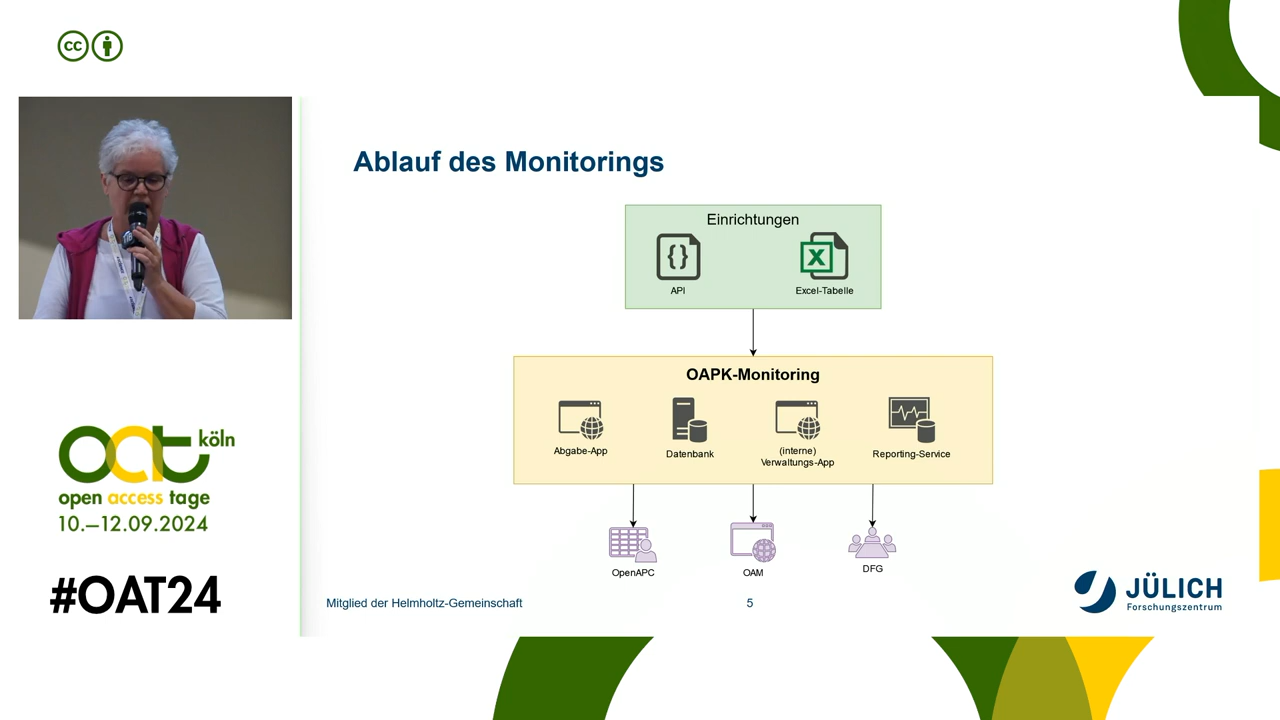 cc
Ablauf des Monitorings
Einrichtungen
API
Excel-Tabelle
OAPK-Monitoring
Abgabe-App
Datenbank
(interne)
Verwaltungs-App
Reporting-Service
OpenAPC
OAM
DFG
oat köln
open access tage
10.–12.09.2024
#OAT24
Mitglied der Helmholtz-Gemeinschaft
5
JÜLICH
Forschungszentrum